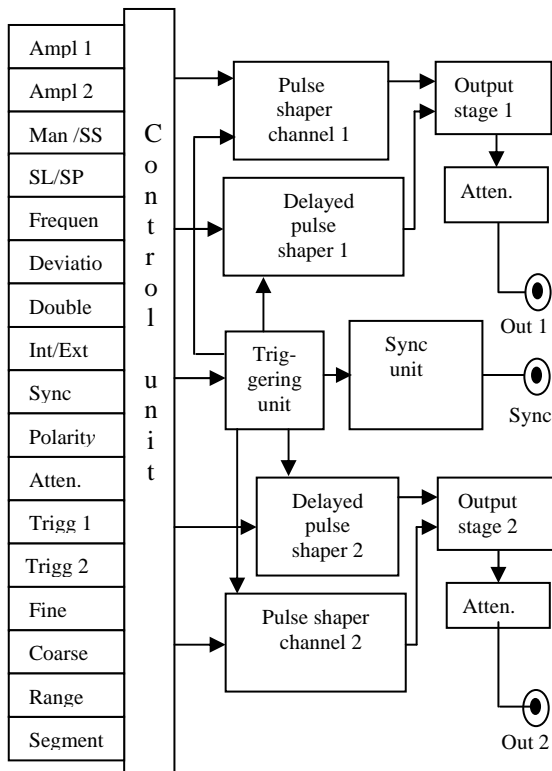 Ampl 1
Ampl 2
Man /SS
SL/SP
Frequen
Deviatio
Double
Int/Ext
Sync
Polarity
Atten.
Trigg 1
Trigg 2
Fine
Coarse
Range
Segment
Control unit
Pulse
shaper
channel 1
Delayed
pulse
shaper 1
Trig-
gering
unit
Sync
unit
Delayed
pulse
shaper 2
Pulse shaper
channel 2
Output
stage 1
Atten.
Out 1
Sync
Output
stage 2
Atten.
Out 2